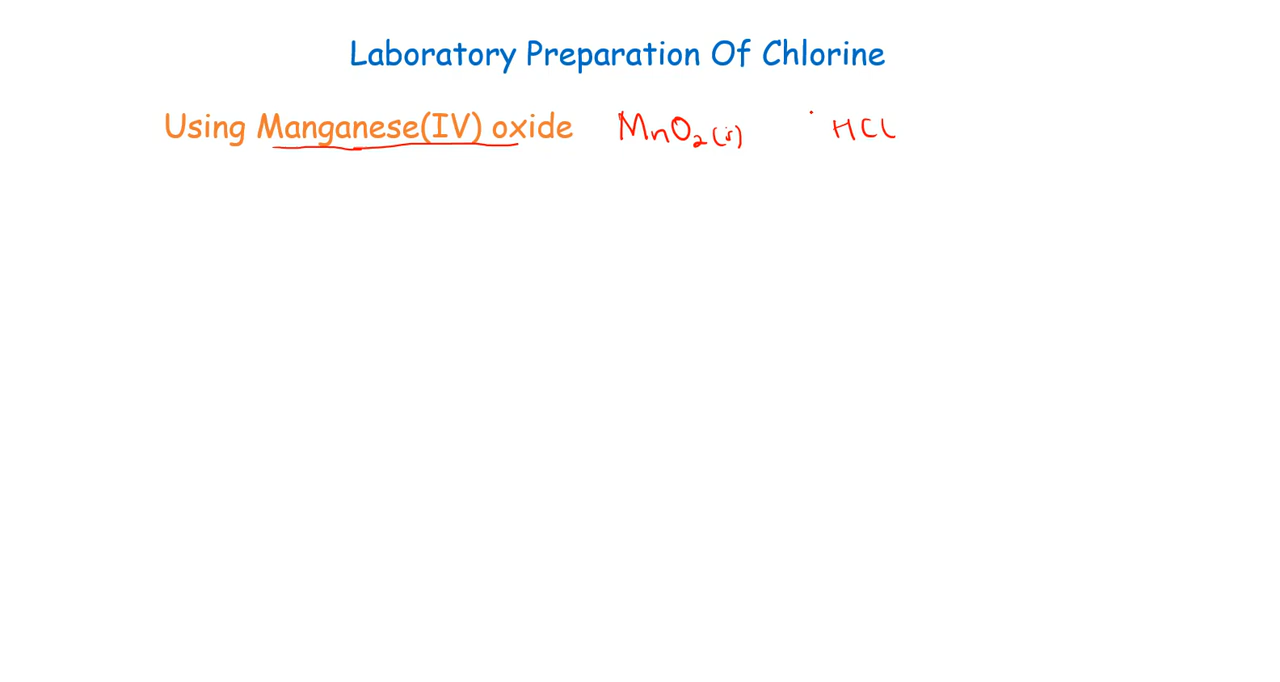 Laboratory Preparation Of Chlorine
Using Manganese(IV) oxide MnO₂(s) HCl